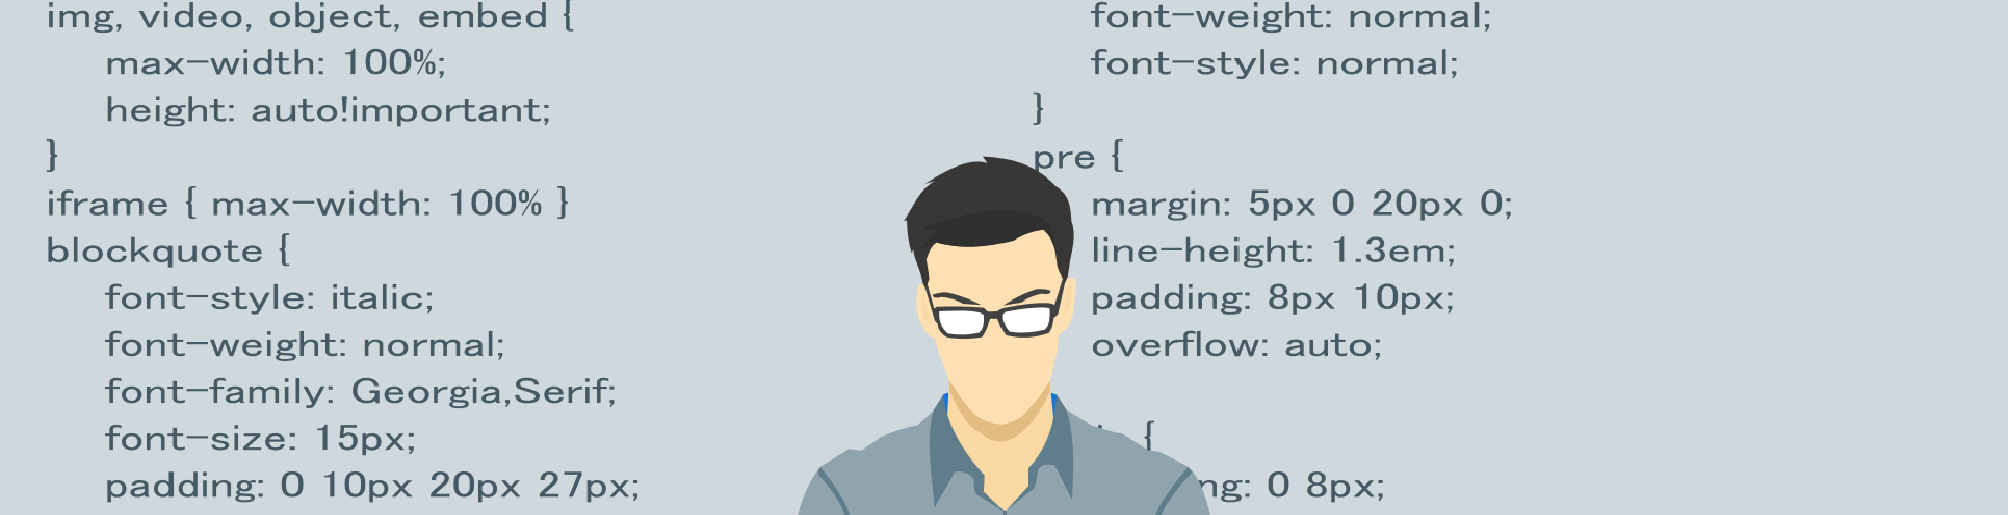 img, video, object, embed {
max-width: 100%;
height: auto!important;
}
iframe { max-width: 100% }
blockquote {
font-style: italic;
font-weight: normal;
font-family: Georgia,Serif;
font-size: 15px;
padding: 0 10px 20px 27px;
font-weight: normal;
font-style: normal;
}
pre {
margin: 5px 0 20px 0;
line-height: 1.3em;
padding: 8px 10px;
overflow: auto;
{
ng: 0 8px;